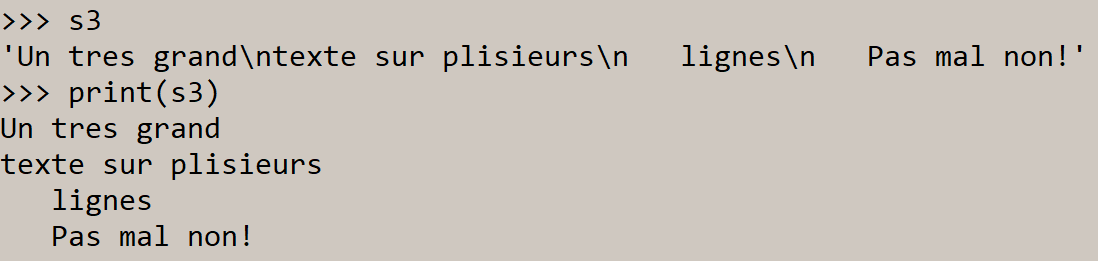 >>> s3
'Un tres grand\ntexte sur plisieurs\n   lignes\n   Pas mal non!'
>>> print(s3)
Un tres grand
texte sur plisieurs
   lignes
   Pas mal non!